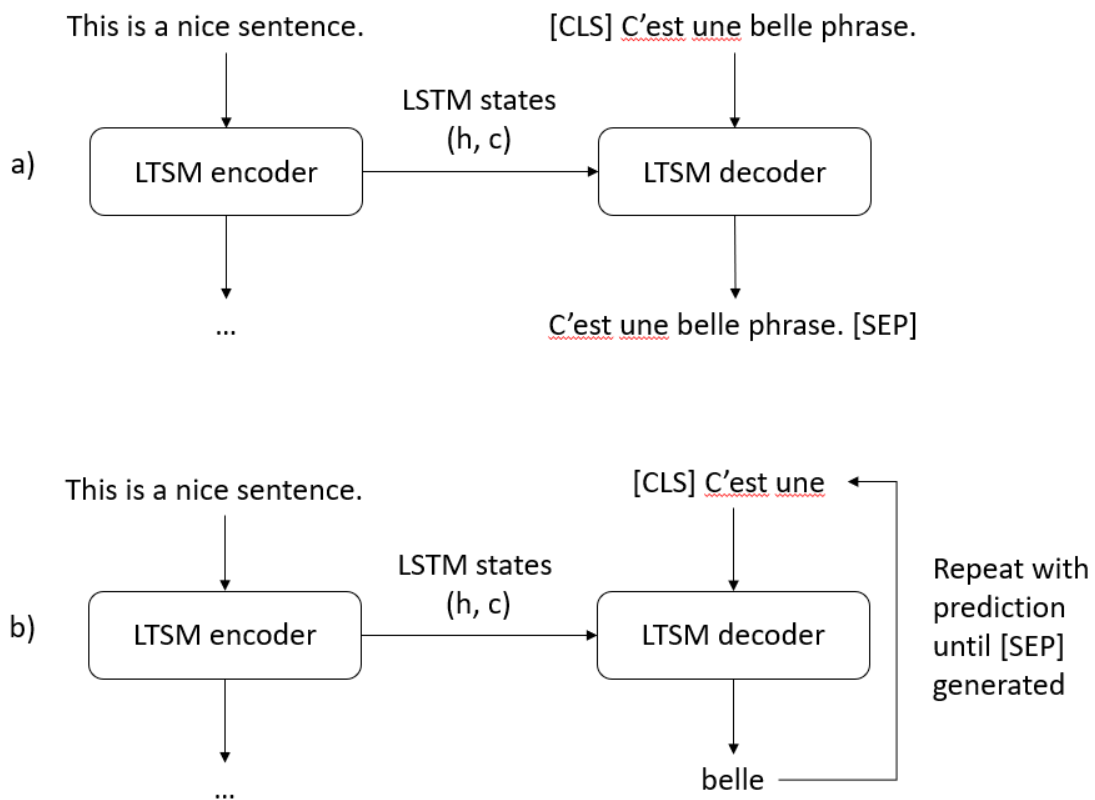 This is a nice sentence.
[CLS] C'est une belle phrase.
LSTM states
(h, c)
a)
LTSM encoder
LTSM decoder
...
C'est une belle phrase. [SEP]
This is a nice sentence.
[CLS] C'est une
LSTM states
(h, c)
b)
LTSM encoder
LTSM decoder
Repeat with
prediction
until [SEP]
generated
...
belle